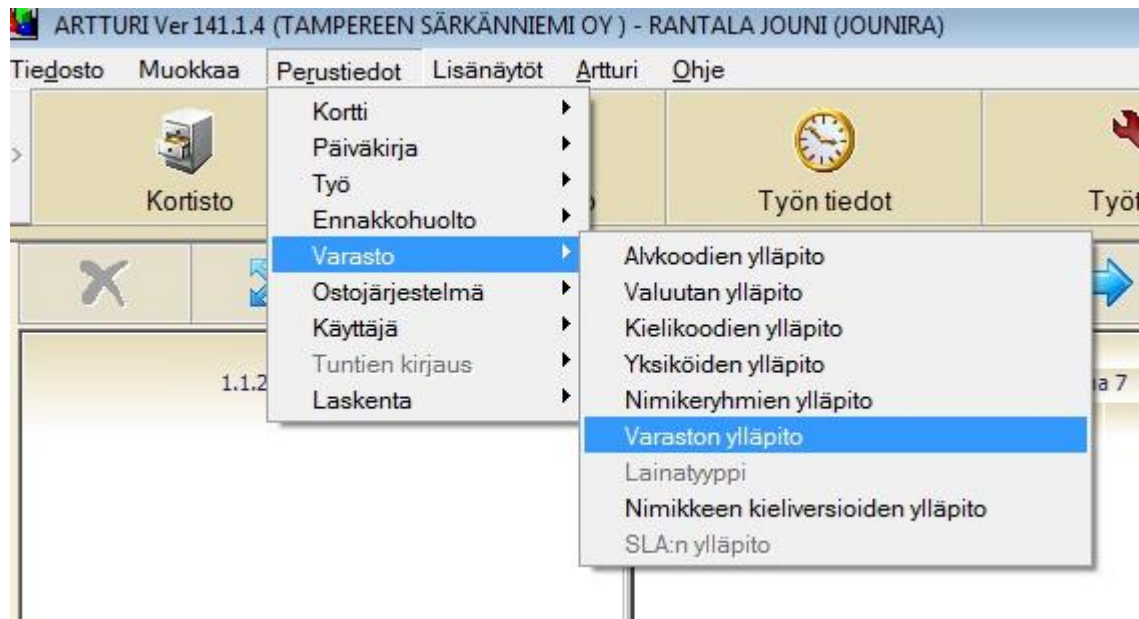 ARTTURI Ver 141.1.4 (TAMPEREEN SÄRKÄNNIEMI OY ) - RANTALA JOUNI (JOUNIRA)
Tiedosto Muokkaa Perustiedot Lisänäytöt Artturi Ohje
Kortti
Päiväkirja
Työ
Ennakkohuolto
Varasto
Ostojärjestelmä
Käyttäjä
Tuntien kirjaus
Laskenta
Kortisto
Työn tiedot
Alvkoodien ylläpito
Valuutan ylläpito
Kielikoodien ylläpito
Yksiköiden ylläpito
Nimikeryhmien ylläpito
Varaston ylläpito
Lainatyyppi
Nimikkeen kieliversioiden ylläpito
SLA:n ylläpito